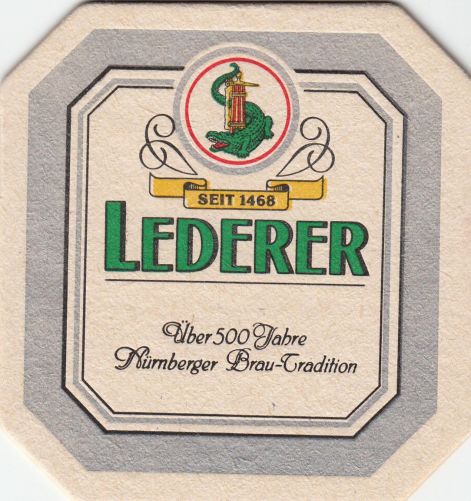 SEIT 1468
LEDERER
Über 500 Jahre
Nürnberger Brau-Tradition